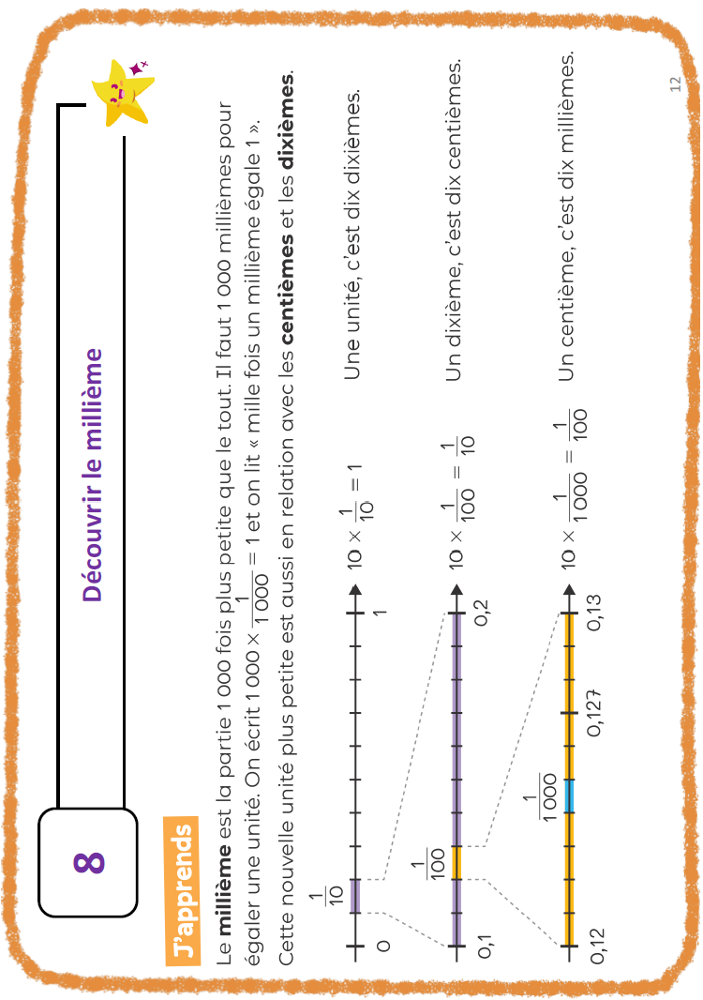 8
Découvrir le millième
J'apprends
Le millième est la partie 1 000 fois plus petite que le tout. Il faut 1 000 millièmes pour
égaler une unité. On écrit 1 000 × 1/1 000 = 1 et on lit « mille fois un millième égale 1 ».
Cette nouvelle unité plus petite est aussi en relation avec les centièmes et les dixièmes.
1/10
0 1
10 × 1/10 = 1
Une unité, c'est dix dixièmes.
1/100
0,1 0,2
10 × 1/100 = 1/10
Un dixième, c'est dix centièmes.
1/1 000
0,12 0,127 0,13
10 × 1/1 000 = 1/100
Un centième, c'est dix millièmes.
12